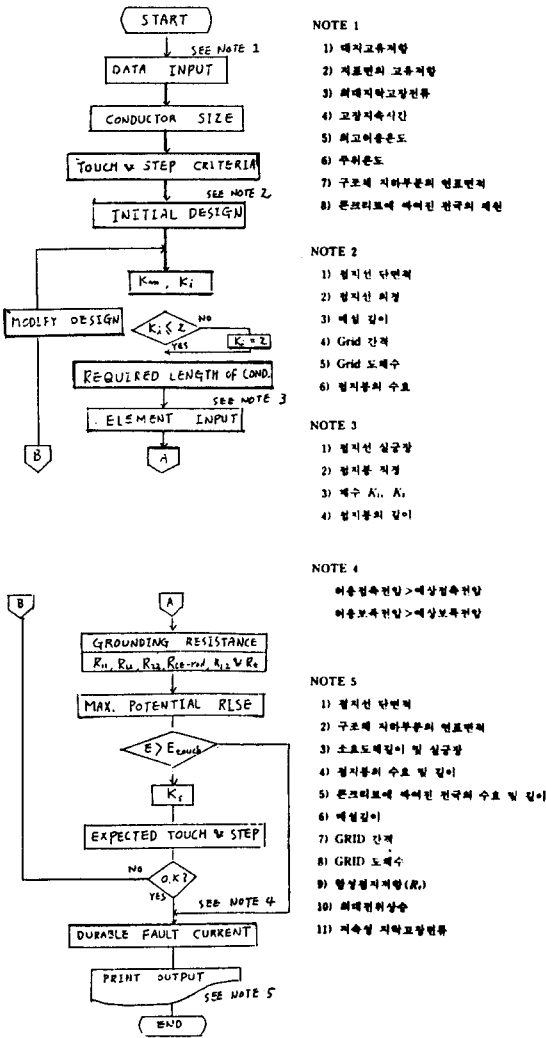 START
SEE NOTE 1
DATA INPUT
CONDUCTOR SIZE
TOUCH & STEP CRITERIA
SEE NOTE 2
INITIAL DESIGN
Km, Ki
MODIFY DESIGN
Ki ≤ 2
NO
YES
Ki = 2
REQUIRED LENGTH OF COND.
SEE NOTE 3
ELEMENT INPUT
B
A
NOTE 1
1) 대지고유저항
2) 지표면의 고유저항
3) 최대지락고장전류
4) 고장지속시간
5) 최고허용온도
6) 주위온도
7) 구조체 지하부분의 연표면적
8) 콘크리트에 싸여진 전극의 제원
NOTE 2
1) 접지선 단면적
2) 접지선 직경
3) 매설 깊이
4) Grid 간격
5) Grid 도체수
6) 접지봉의 수효
NOTE 3
1) 접지선 실긍장
2) 접지봉 직경
3) 계수 K₁, K₂
4) 접지봉의 길이
B
A
GROUNDING RESISTANCE
R11, R12, R22, RCE-rod, R12 & Rt
MAX. POTENTIAL RISE
E > Etouch
Ks
EXPECTED TOUCH & STEP
NO
O.K?
YES
SEE NOTE 4
DURABLE FAULT CURRENT
PRINT OUTPUT
SEE NOTE 5
END
NOTE 4
허용접촉전압>예상접촉전압
허용보폭전압>예상보폭전압
NOTE 5
1) 접지선 단면적
2) 구조체 지하부분의 연표면적
3) 소요도체길이 및 실긍장
4) 접지봉의 수효 및 길이
5) 콘크리트에 싸여진 전극의 수효 및 길이
6) 매설깊이
7) GRID 간격
8) GRID 도체수
9) 합성접지저항(Rt)
10) 최대전위상승
11) 지속성 지락고장전류